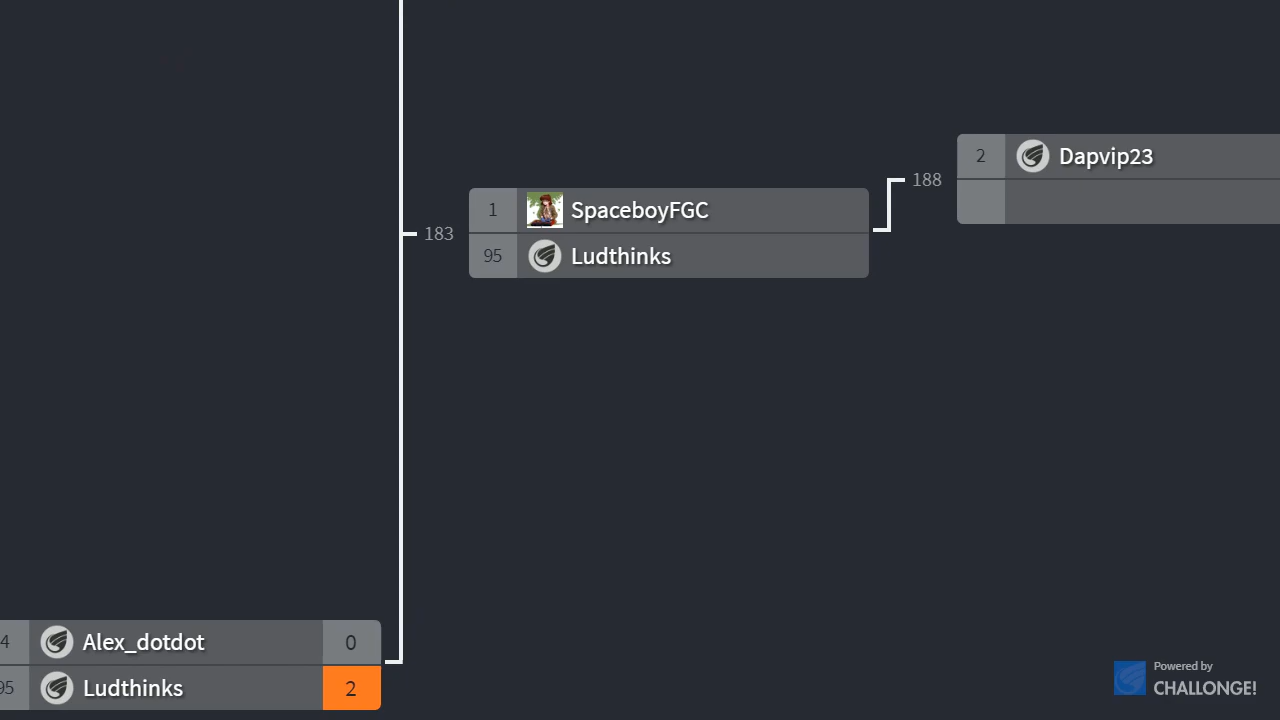 2 Dapvip23
188
1 SpaceboyFGC
183
95 Ludthinks
4 Alex_dotdot 0
95 Ludthinks 2
Powered by
CHALLONGE!